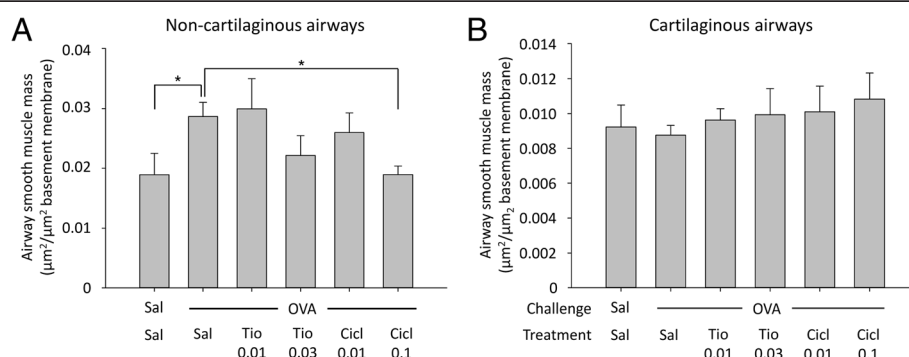 A
Non-cartilaginous airways
Airway smooth muscle mass
(µm²/µm² basement membrane)
0.04
0.03
0.02
0.01
0
*
*
Sal OVA
Sal Sal Tio Tio Cicl Cicl
0.01 0.03 0.01 0.1
B
Cartilaginous airways
Airway smooth muscle mass
(µm²/µm₂ basement membrane)
0.014
0.012
0.010
0.008
0.006
0.004
0.002
0
Challenge Sal OVA
Treatment Sal Sal Tio Tio Cicl Cicl
0.01 0.03 0.01 0.1